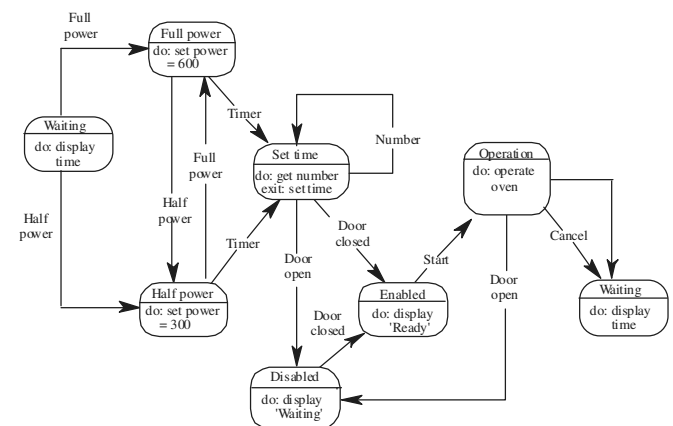 Full
power
Full power
do: set power
= 600
Waiting
do: display
time
Timer
Full
power
Half
power
Half
power
Timer
Half power
do: set power
= 300
Set time
do: get number
exit: set time
Number
Door
open
Door
closed
Start
Enabled
do: display
'Ready'
Door
closed
Disabled
do: display
'Waiting'
Operation
do: operate
oven
Door
open
Cancel
Waiting
do: display
time